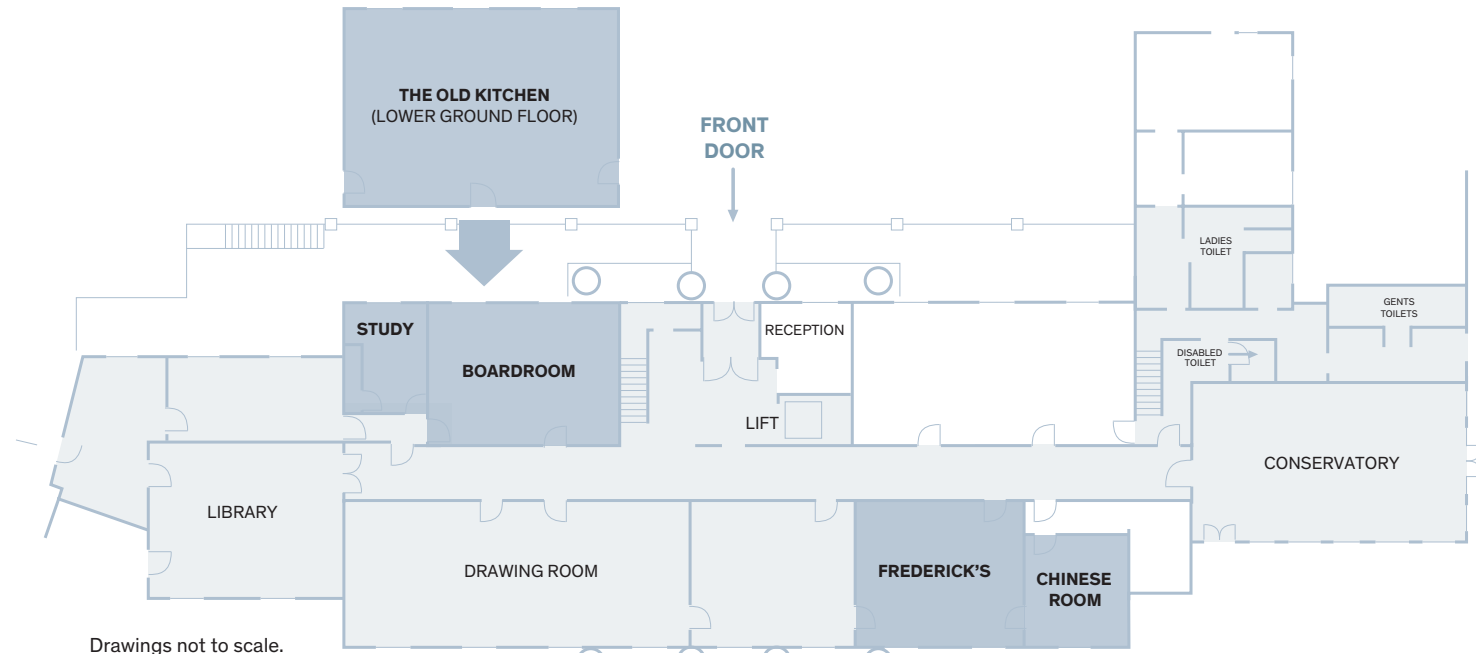 THE OLD KITCHEN
(LOWER GROUND FLOOR)
FRONT
DOOR
LADIES
TOILET
GENTS
TOILETS
STUDY
RECEPTION
BOARDROOM
DISABLED
TOILET
LIFT
CONSERVATORY
LIBRARY
DRAWING ROOM
FREDERICK'S
CHINESE
ROOM
Drawings not to scale.